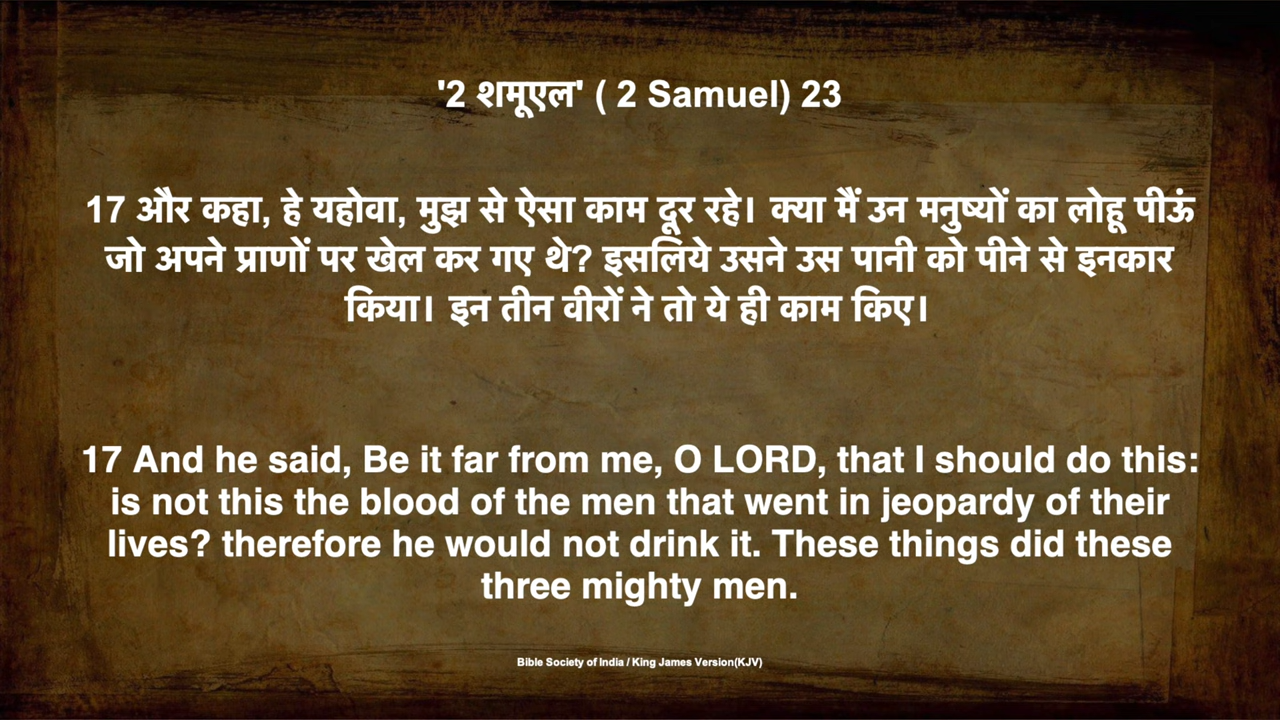 '2 शमूएल' ( 2 Samuel) 23
17 और कहा, हे यहोवा, मुझ से ऐसा काम दूर रहे। क्या मैं उन मनुष्यों का लोहू पीऊं
जो अपने प्राणों पर खेल कर गए थे? इसलिये उसने उस पानी को पीने से इनकार
किया। इन तीन वीरों ने तो ये ही काम किए।
17 And he said, Be it far from me, O LORD, that I should do this:
is not this the blood of the men that went in jeopardy of their
lives? therefore he would not drink it. These things did these
three mighty men.
Bible Society of India / King James Version(KJV)